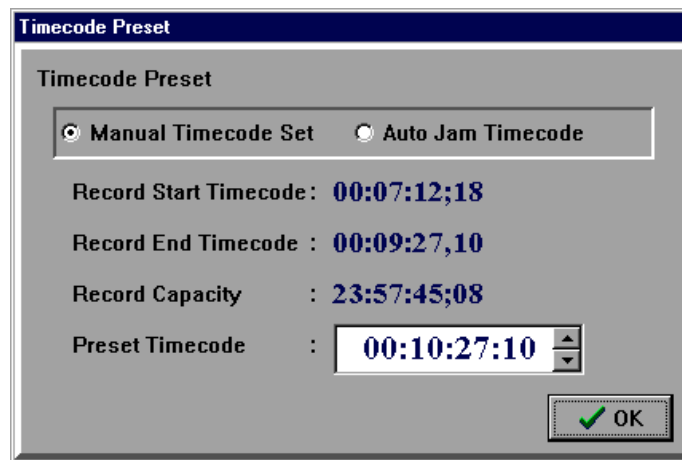 Timecode Preset
Timecode Preset
Manual Timecode Set Auto Jam Timecode
Record Start Timecode: 00:07:12;18
Record End Timecode : 00:09:27,10
Record Capacity : 23:57:45;08
Preset Timecode : 00:10:27:10
OK